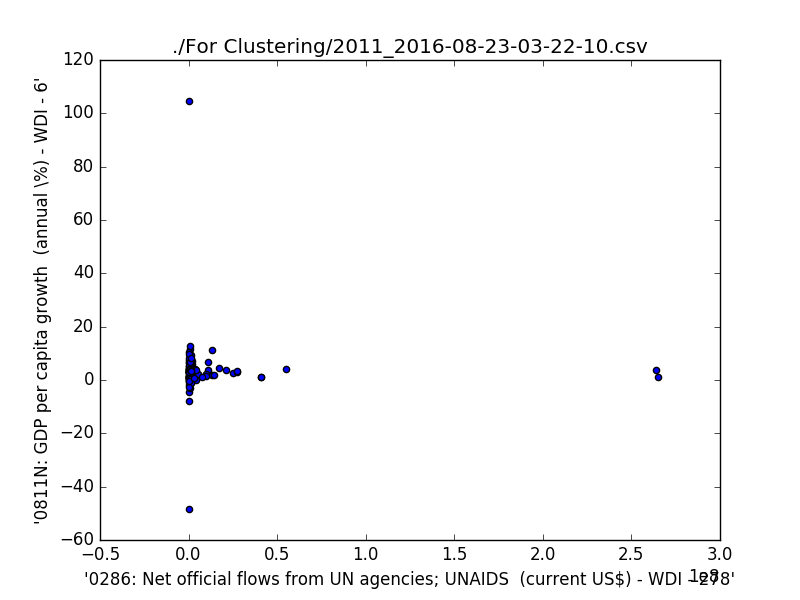 ./For Clustering/2011_2016-08-23-03-22-10.csv
120
100
80
60
40
20
0
−20
−40
−60
'0811N: GDP per capita growth  (annual \%) - WDI - 6'
−0.5 0.0 0.5 1.0 1.5 2.0 2.5 3.0
1e8
'0286: Net official flows from UN agencies; UNAIDS  (current US$) - WDI - 278'